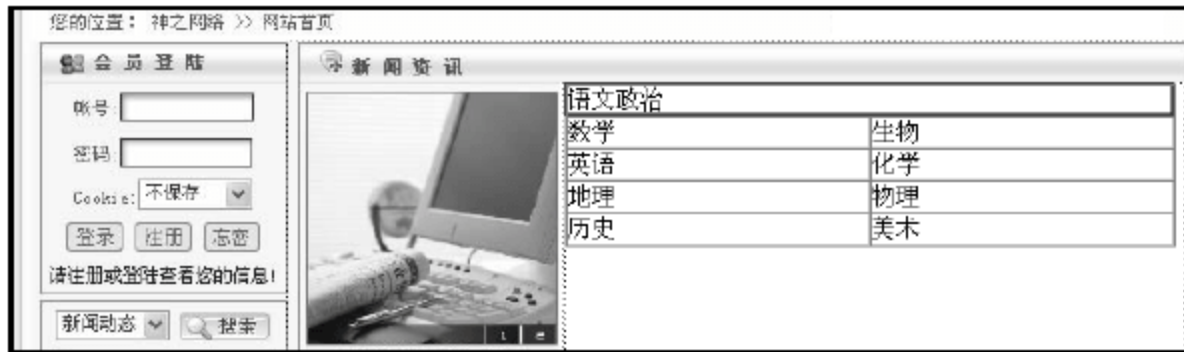 您的位置： 神之网络 >> 网站首页
会 员 登 陆
帐号:
密码:
Cookie: 不保存
登录 注册 忘密
请注册或登陆查看您的信息!
新闻动态 搜索
新 闻 资 讯
语文政治
数学 生物
英语 化学
地理 物理
历史 美术
1